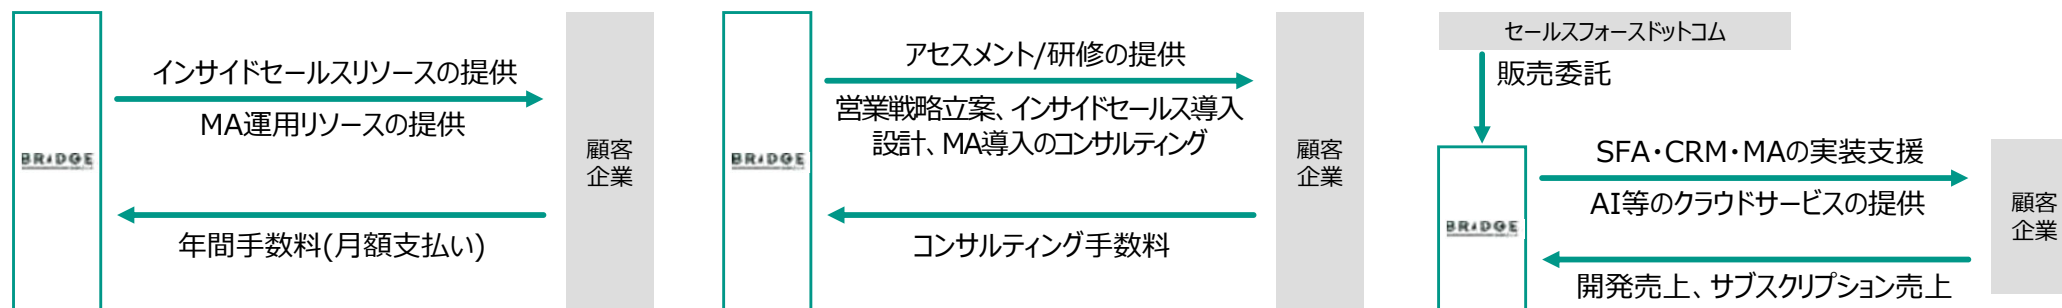 インサイドセールスリソースの提供
MA運用リソースの提供
BRIDGE
顧客
企業
年間手数料(月額支払い)
アセスメント/研修の提供
営業戦略立案、インサイドセールス導入
設計、MA導入のコンサルティング
BRIDGE
顧客
企業
コンサルティング手数料
セールスフォースドットコム
販売委託
SFA・CRM・MAの実装支援
AI等のクラウドサービスの提供
BRIDGE
顧客
企業
開発売上、サブスクリプション売上